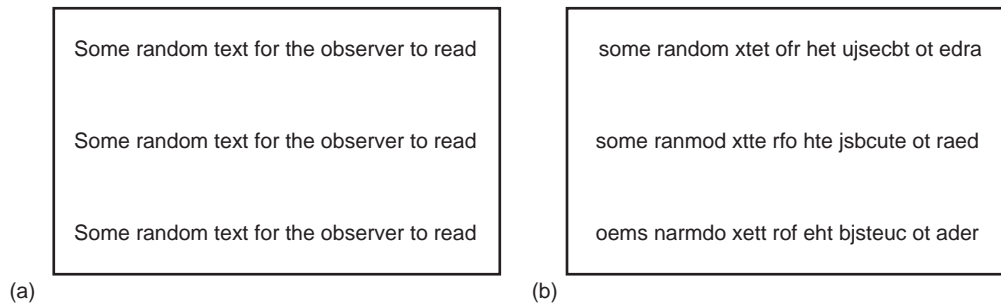 Some random text for the observer to read
Some random text for the observer to read
Some random text for the observer to read
(a)
some random xtet ofr het ujsecbt ot edra
some ranmod xtte rfo hte jsbcute ot raed
oems narmdo xett rof eht bjsteuc ot ader
(b)